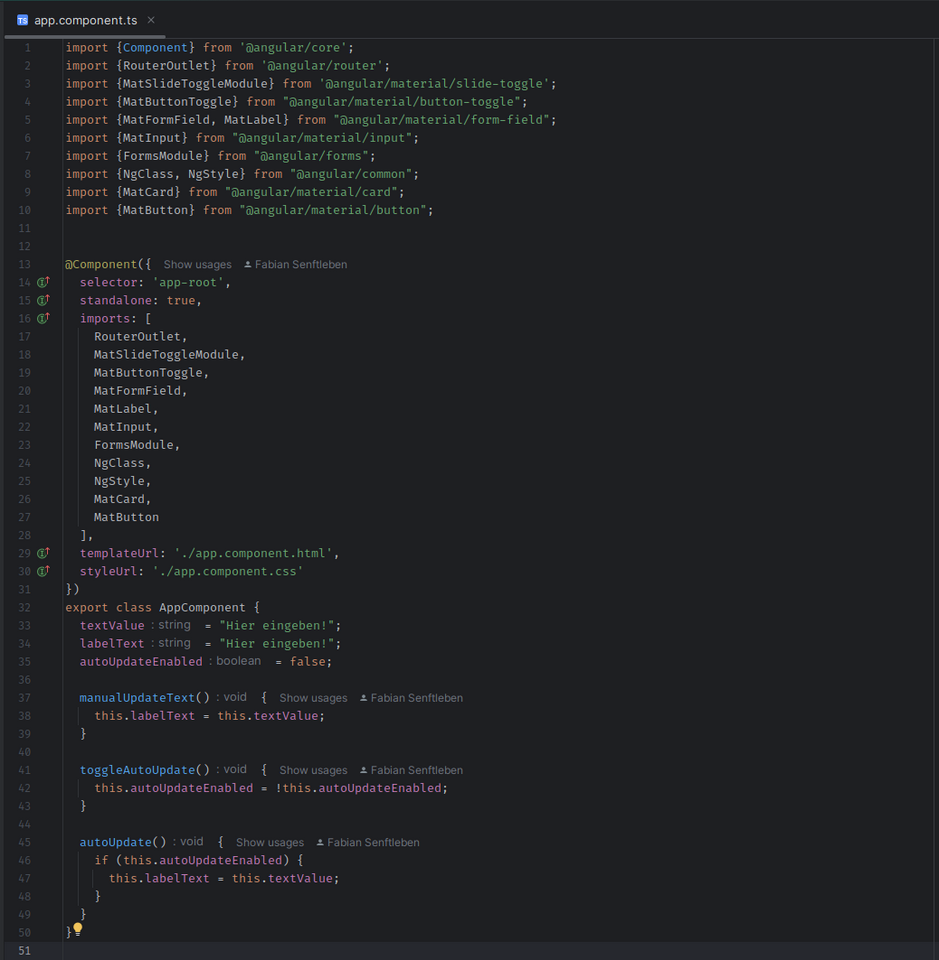 TS app.component.ts ×
1 import {Component} from '@angular/core';
2 import {RouterOutlet} from '@angular/router';
3 import {MatSlideToggleModule} from '@angular/material/slide-toggle';
4 import {MatButtonToggle} from "@angular/material/button-toggle";
5 import {MatFormField, MatLabel} from "@angular/material/form-field";
6 import {MatInput} from "@angular/material/input";
7 import {FormsModule} from "@angular/forms";
8 import {NgClass, NgStyle} from "@angular/common";
9 import {MatCard} from "@angular/material/card";
10 import {MatButton} from "@angular/material/button";
11
12
13 @Component({ Show usages Fabian Senftleben
14 selector: 'app-root',
15 standalone: true,
16 imports: [
17 RouterOutlet,
18 MatSlideToggleModule,
19 MatButtonToggle,
20 MatFormField,
21 MatLabel,
22 MatInput,
23 FormsModule,
24 NgClass,
25 NgStyle,
26 MatCard,
27 MatButton
28 ],
29 templateUrl: './app.component.html',
30 styleUrl: './app.component.css'
31 })
32 export class AppComponent {
33 textValue : string = "Hier eingeben!";
34 labelText : string = "Hier eingeben!";
35 autoUpdateEnabled : boolean = false;
36
37 manualUpdateText() : void { Show usages Fabian Senftleben
38 this.labelText = this.textValue;
39 }
40
41 toggleAutoUpdate() : void { Show usages Fabian Senftleben
42 this.autoUpdateEnabled = !this.autoUpdateEnabled;
43 }
44
45 autoUpdate() : void { Show usages Fabian Senftleben
46 if (this.autoUpdateEnabled) {
47 this.labelText = this.textValue;
48 }
49 }
50 }
51